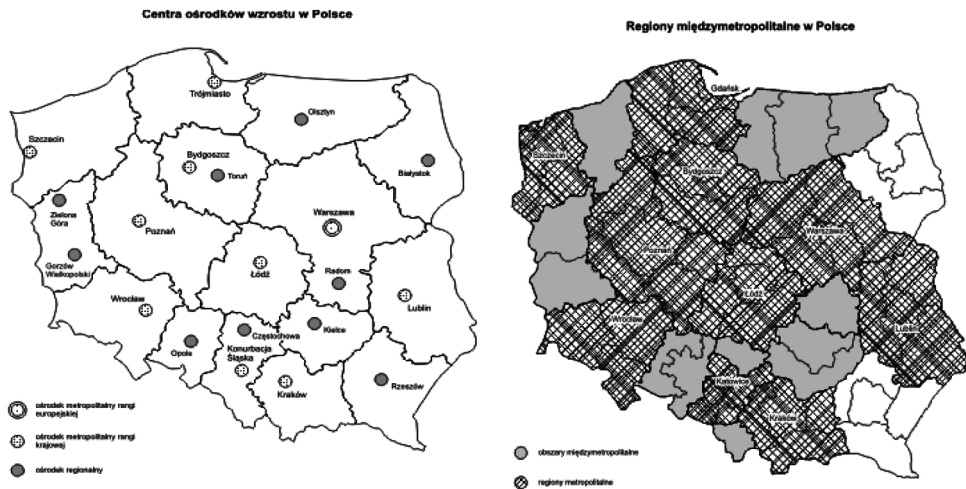 Centra ośrodków wzrostu w Polsce
Trójmiasto
Olsztyn
Szczecin
Bydgoszcz
Toruń
Białystok
Zielona
Góra
Poznań
Warszawa
Gorzów
Wielkopolski
Łódź
Radom
Lublin
Wrocław
Opole
Częstochowa
Kielce
Konurbacja
Śląska
Kraków
Rzeszów
ośrodek metropolitalny rangi
europejskiej
ośrodek metropolitalny rangi
krajowej
ośrodek regionalny
Regiony międzymetropolitalne w Polsce
Gdańsk
Szczecin
Bydgoszcz
Poznań
Warszawa
Łódź
Wrocław
Lublin
Katowice
Kraków
obszary międzymetropolitalne
regiony metropolitalne